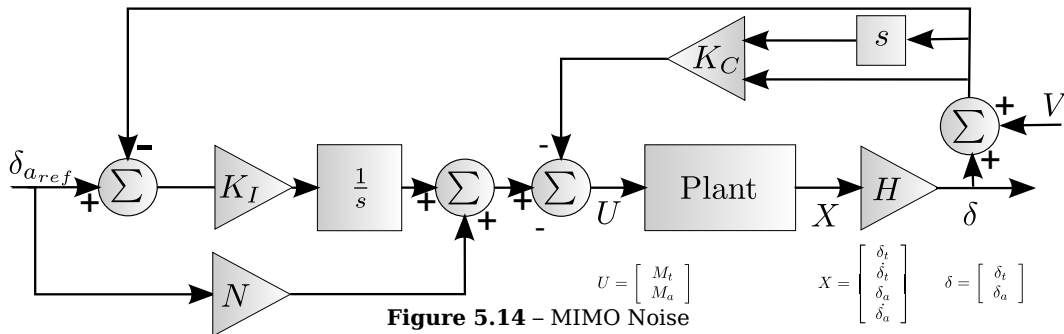 s
K_C
V
Σ
-
δ_{a_{ref}}
+
Σ
K_I
1/s
+
Σ
+
+
-
Σ
-
U
Plant
X
H
δ
+
+
N
U = [ M_t
M_a ]
X = [ δ_t
δ̇_t
δ_a
δ̇_a ]
δ = [ δ_t
δ_a ]
Figure 5.14 – MIMO Noise